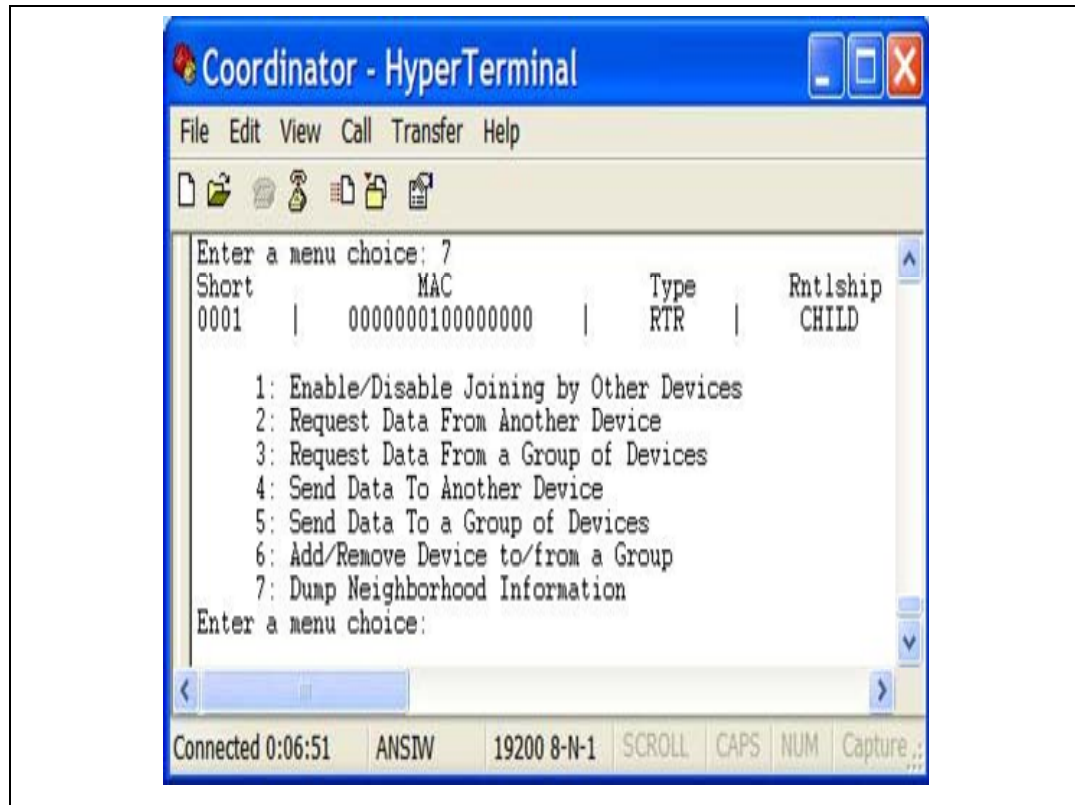 Coordinator - HyperTerminal
File Edit View Call Transfer Help
Enter a menu choice: 7
Short MAC Type Rntlship
0001 | 0000000100000000 | RTR | CHILD
1: Enable/Disable Joining by Other Devices
2: Request Data From Another Device
3: Request Data From a Group of Devices
4: Send Data To Another Device
5: Send Data To a Group of Devices
6: Add/Remove Device to/from a Group
7: Dump Neighborhood Information
Enter a menu choice:
Connected 0:06:51 ANSIW 19200 8-N-1 SCROLL CAPS NUM Capture